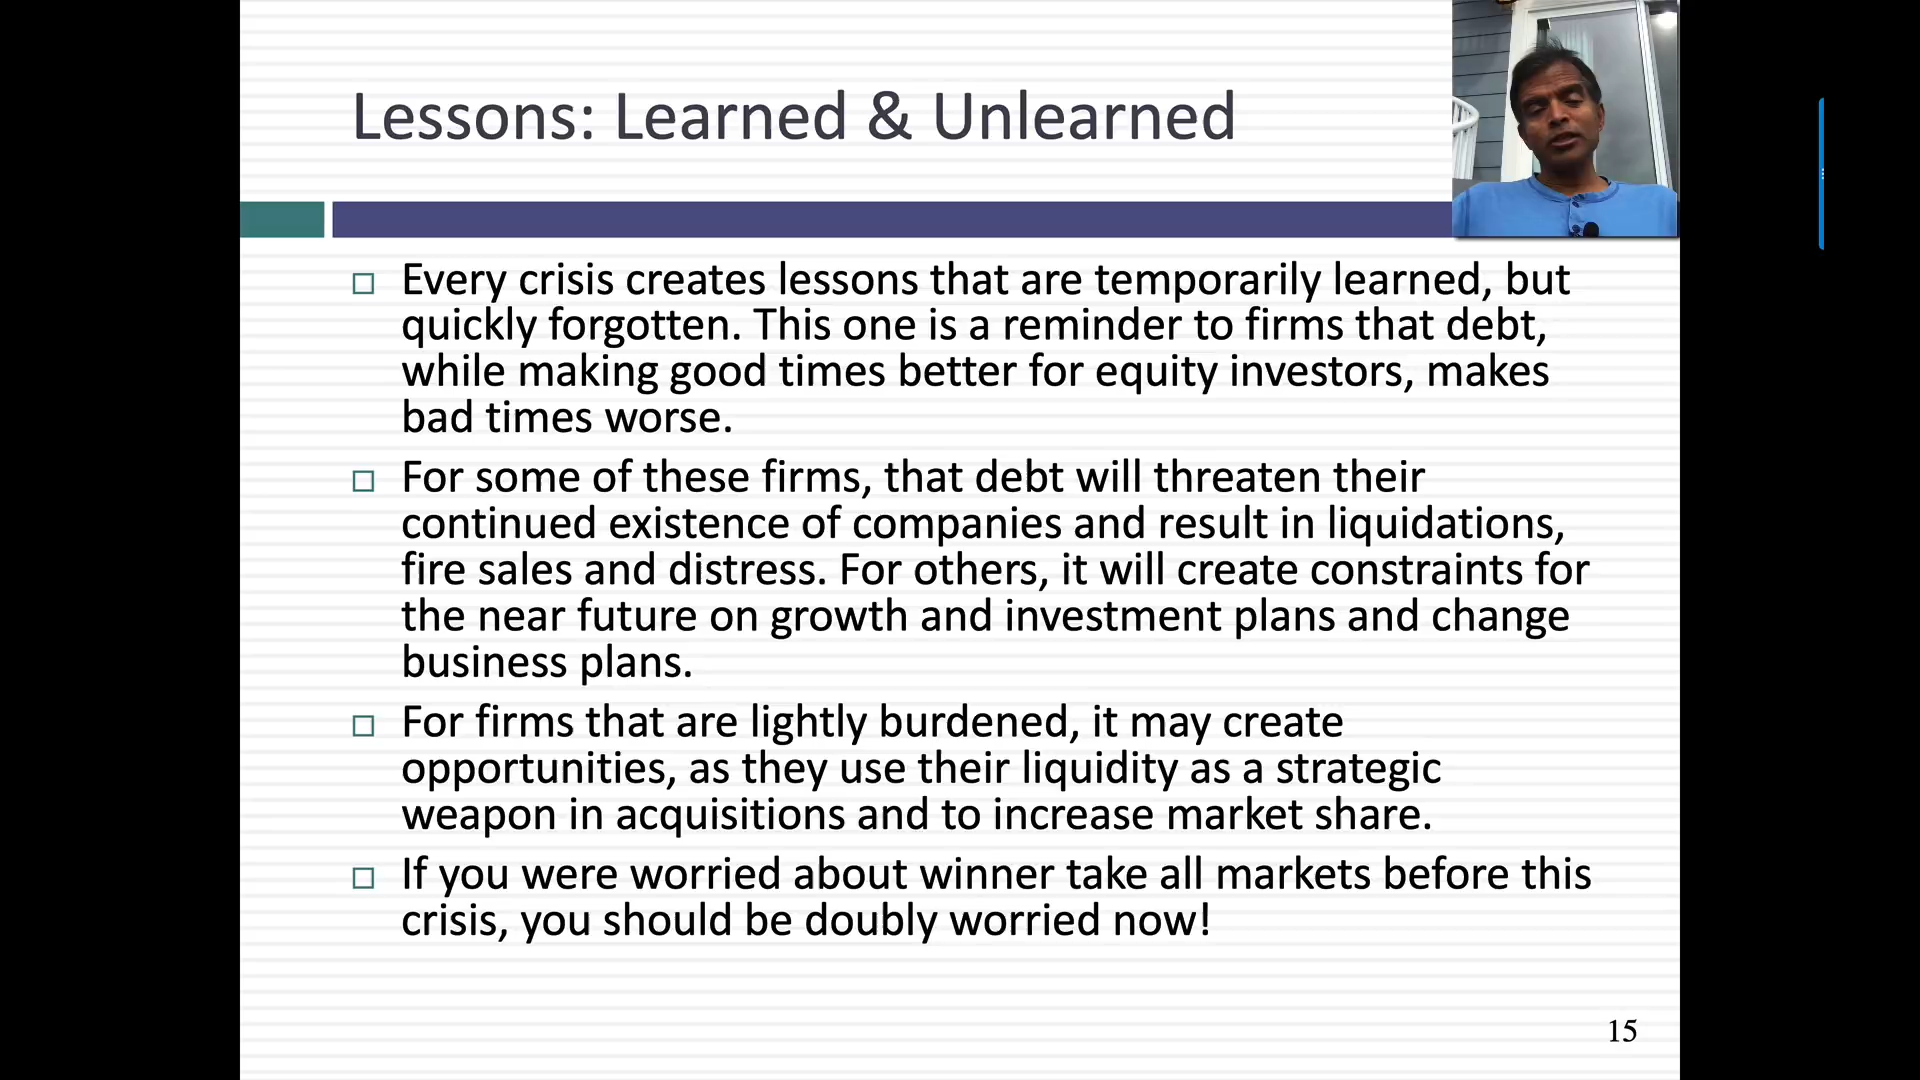 Lessons: Learned & Unlearned
Every crisis creates lessons that are temporarily learned, but
quickly forgotten. This one is a reminder to firms that debt,
while making good times better for equity investors, makes
bad times worse.
For some of these firms, that debt will threaten their
continued existence of companies and result in liquidations,
fire sales and distress. For others, it will create constraints for
the near future on growth and investment plans and change
business plans.
For firms that are lightly burdened, it may create
opportunities, as they use their liquidity as a strategic
weapon in acquisitions and to increase market share.
If you were worried about winner take all markets before this
crisis, you should be doubly worried now!
15